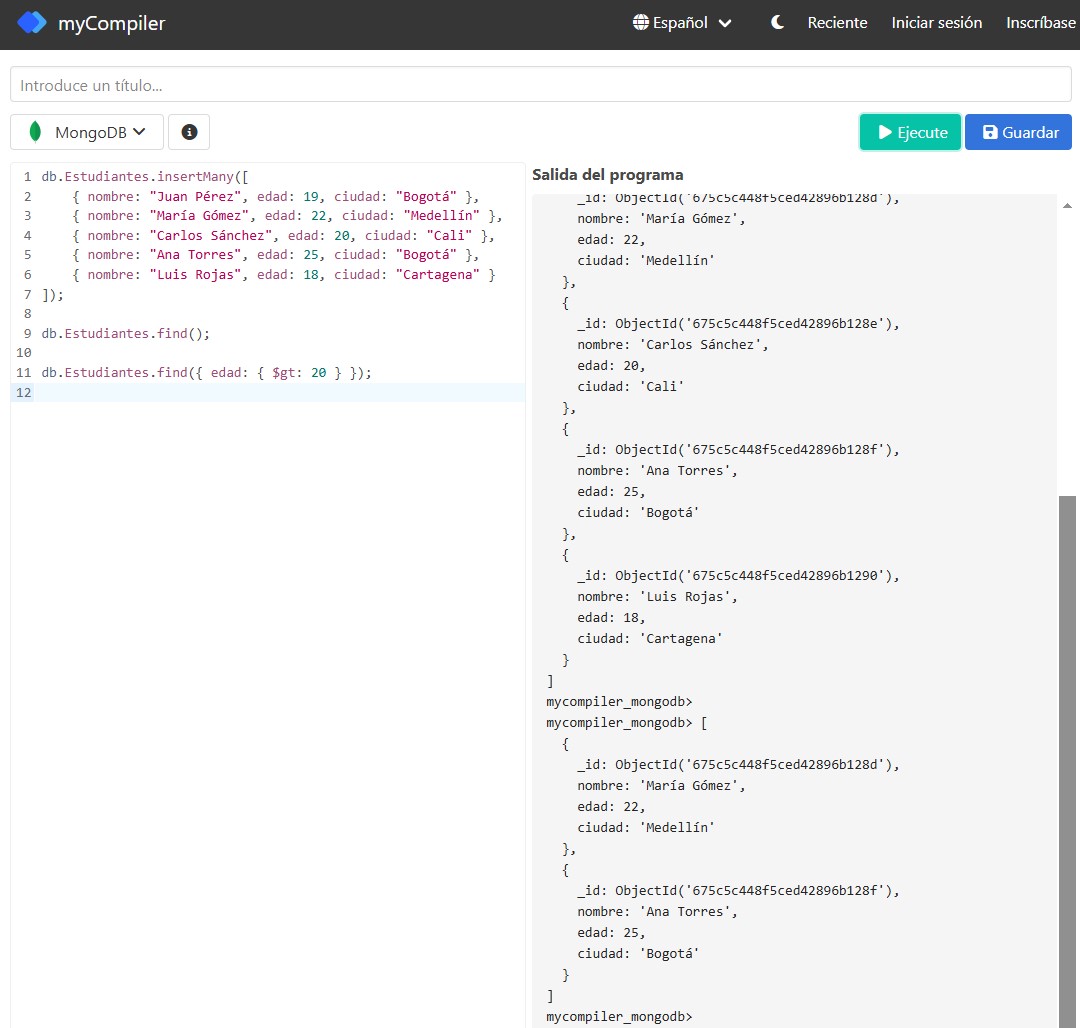 myCompiler
Español
Reciente
Iniciar sesión
Inscríbase
Introduce un título...
MongoDB
Ejecute
Guardar
1 db.Estudiantes.insertMany([
2     { nombre: "Juan Pérez", edad: 19, ciudad: "Bogotá" },
3     { nombre: "María Gómez", edad: 22, ciudad: "Medellín" },
4     { nombre: "Carlos Sánchez", edad: 20, ciudad: "Cali" },
5     { nombre: "Ana Torres", edad: 25, ciudad: "Bogotá" },
6     { nombre: "Luis Rojas", edad: 18, ciudad: "Cartagena" }
7 ]);
8
9 db.Estudiantes.find();
10
11 db.Estudiantes.find({ edad: { $gt: 20 } });
12
Salida del programa
    _id: ObjectId('675c5c448f5ced42896b128d'),
    nombre: 'María Gómez',
    edad: 22,
    ciudad: 'Medellín'
  },
  {
    _id: ObjectId('675c5c448f5ced42896b128e'),
    nombre: 'Carlos Sánchez',
    edad: 20,
    ciudad: 'Cali'
  },
  {
    _id: ObjectId('675c5c448f5ced42896b128f'),
    nombre: 'Ana Torres',
    edad: 25,
    ciudad: 'Bogotá'
  },
  {
    _id: ObjectId('675c5c448f5ced42896b1290'),
    nombre: 'Luis Rojas',
    edad: 18,
    ciudad: 'Cartagena'
  }
]
mycompiler_mongodb>
mycompiler_mongodb> [
  {
    _id: ObjectId('675c5c448f5ced42896b128d'),
    nombre: 'María Gómez',
    edad: 22,
    ciudad: 'Medellín'
  },
  {
    _id: ObjectId('675c5c448f5ced42896b128f'),
    nombre: 'Ana Torres',
    edad: 25,
    ciudad: 'Bogotá'
  }
]
mycompiler_mongodb>